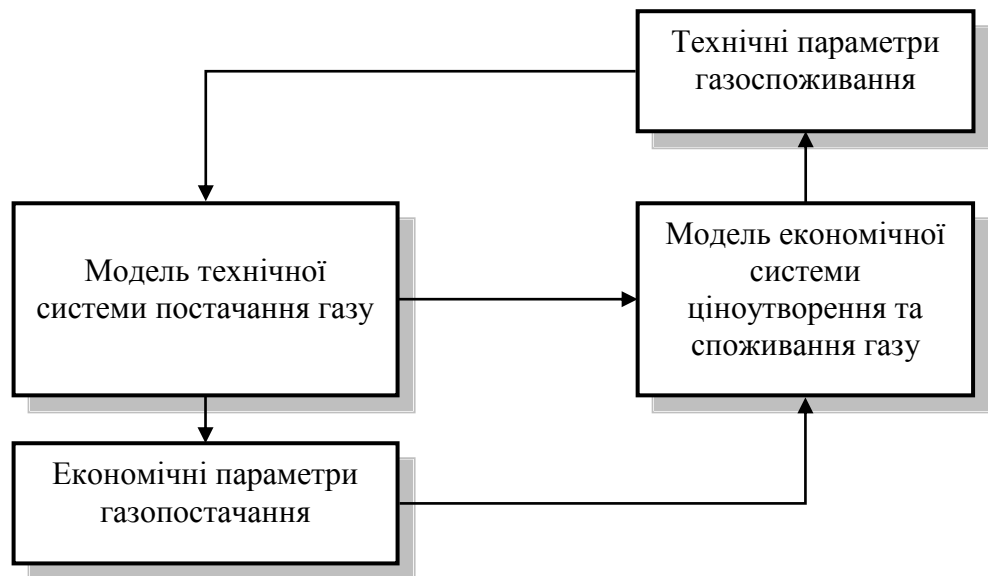 Технічні параметри
газоспоживання
Модель технічної
системи постачання газу
Модель економічної
системи
ціноутворення та
споживання газу
Економічні параметри
газопостачання